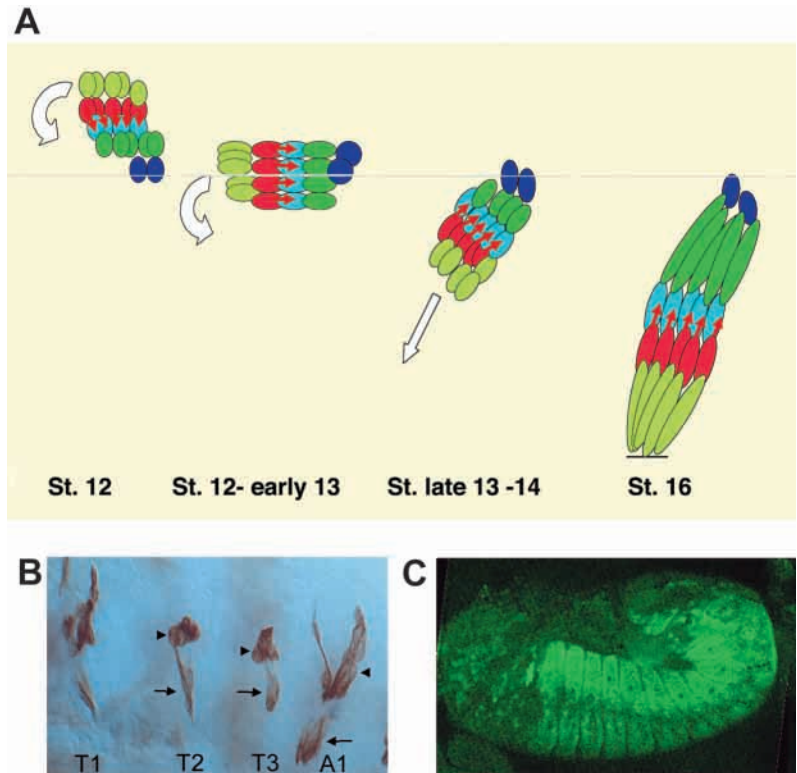 A
St. 12
St. 12- early 13
St. late 13 -14
St. 16
B
C
T1
T2
T3
A1